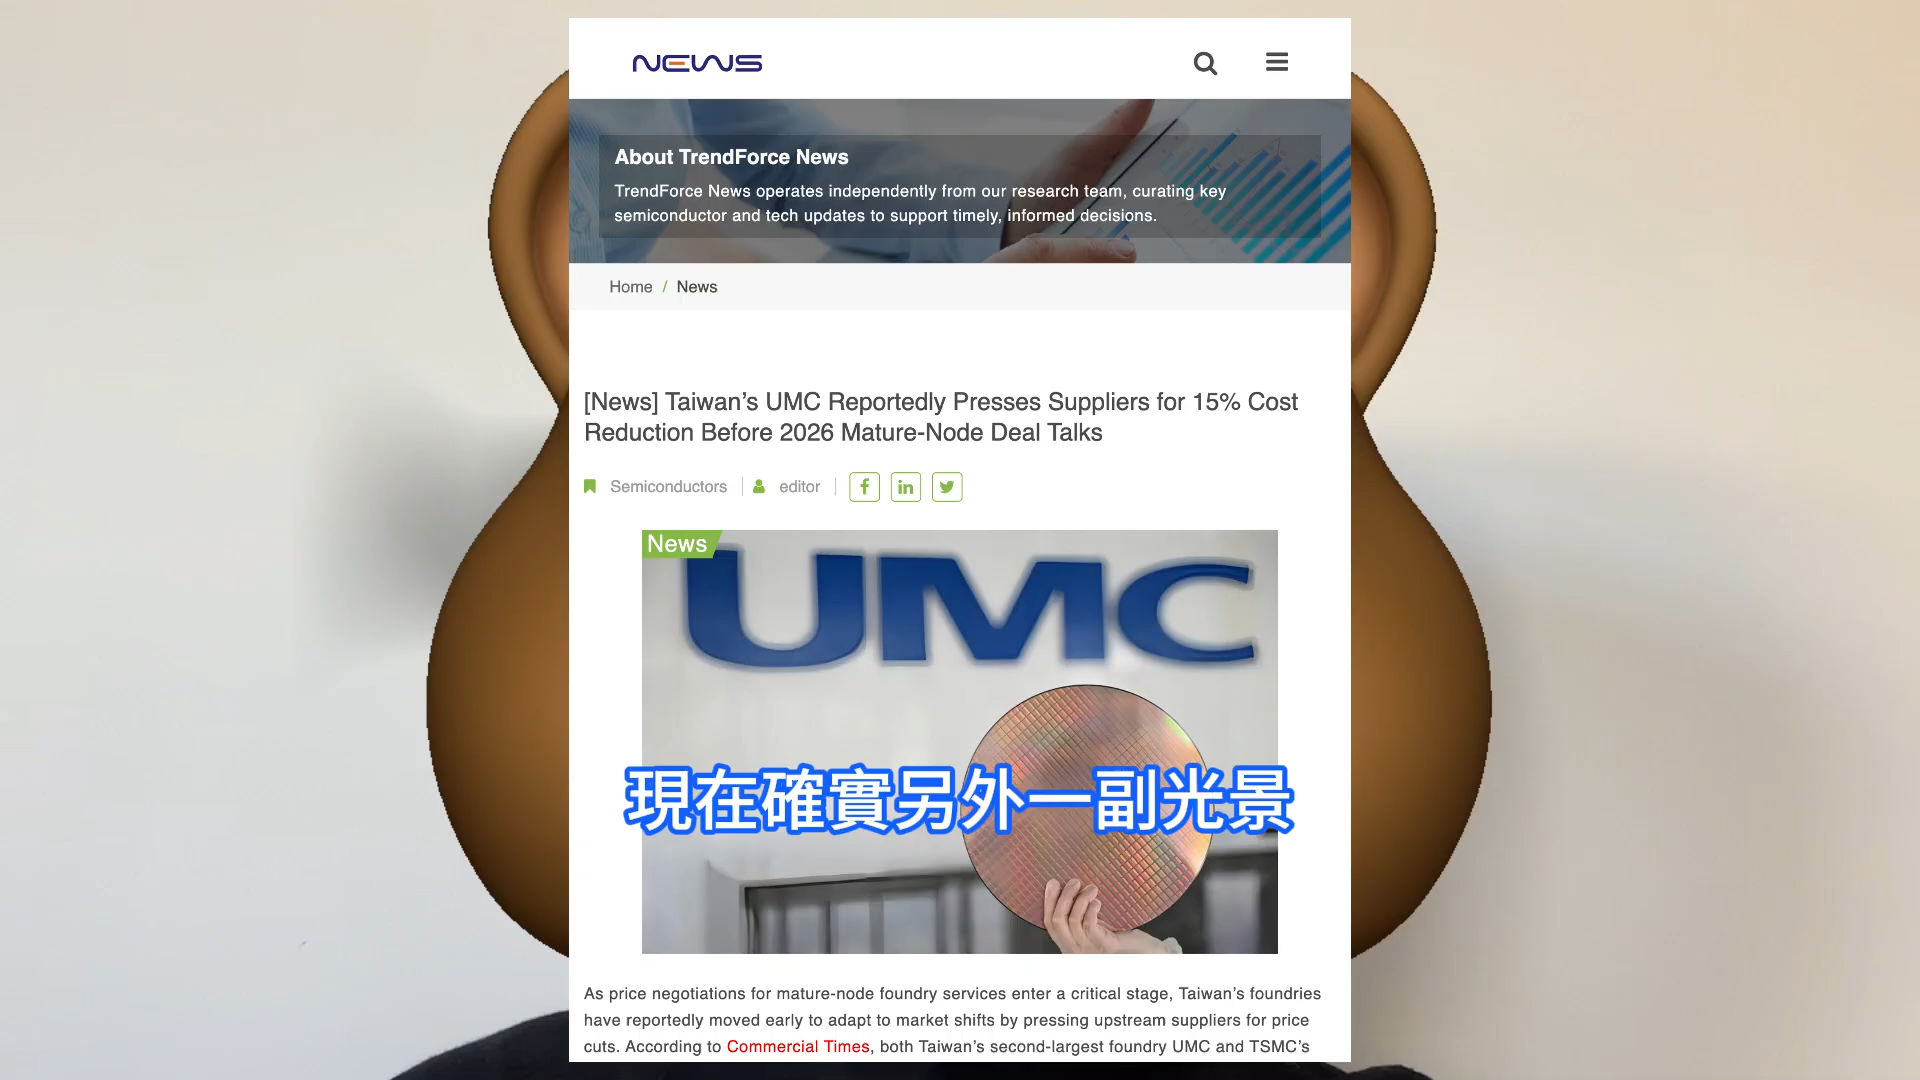 NEWS
About TrendForce News
TrendForce News operates independently from our research team, curating key
semiconductor and tech updates to support timely, informed decisions.
Home / News
[News] Taiwan’s UMC Reportedly Presses Suppliers for 15% Cost
Reduction Before 2026 Mature-Node Deal Talks
Semiconductors editor
News
UMC
現在確實另外一副光景
As price negotiations for mature-node foundry services enter a critical stage, Taiwan’s foundries
have reportedly moved early to adapt to market shifts by pressing upstream suppliers for price
cuts. According to Commercial Times, both Taiwan’s second-largest foundry UMC and TSMC’s